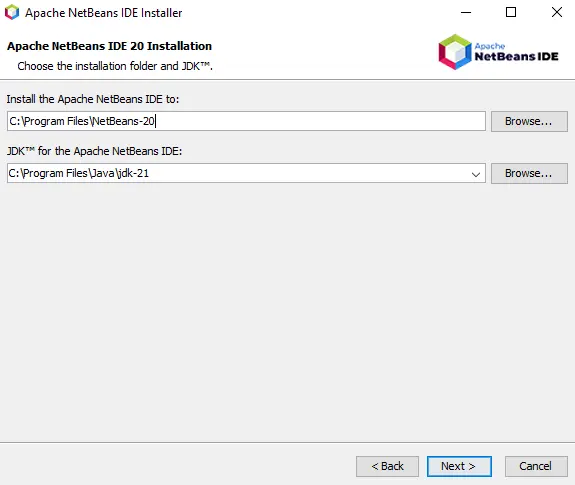 Apache NetBeans IDE Installer
Apache NetBeans IDE 20 Installation
Choose the installation folder and JDK™.
Apache
NetBeans IDE
Install the Apache NetBeans IDE to:
C:\Program Files\NetBeans-20
Browse...
JDK™ for the Apache NetBeans IDE:
C:\Program Files\Java\jdk-21
Browse...
< Back
Next >
Cancel